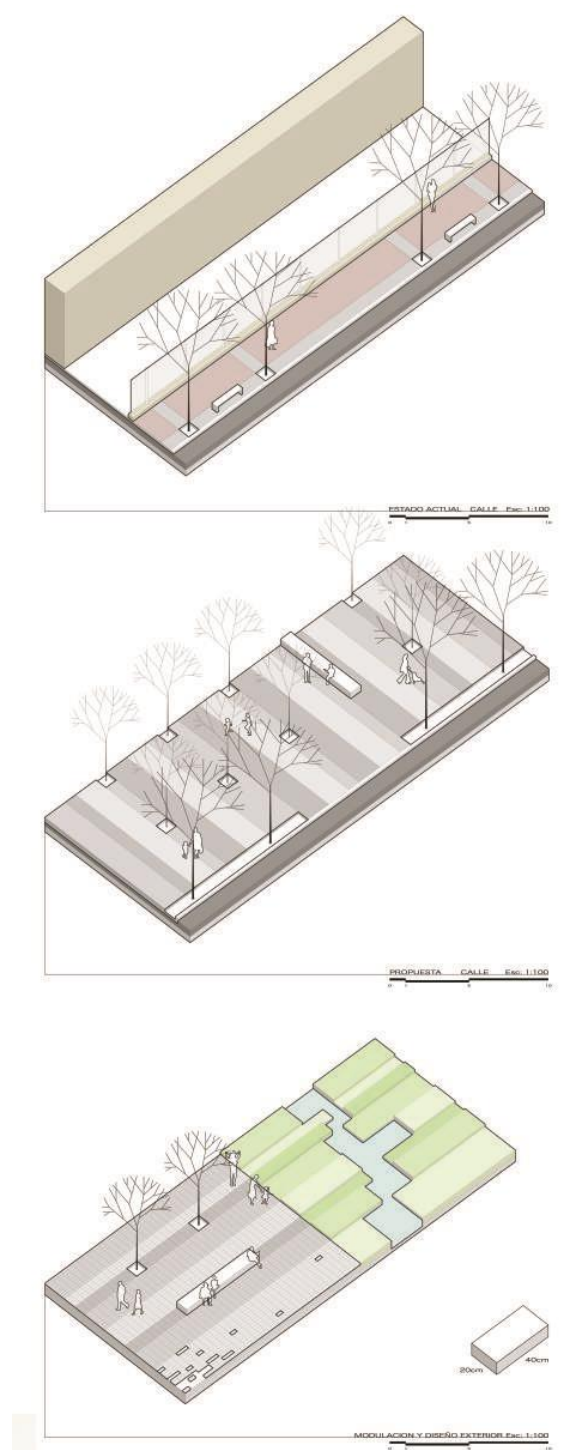 ESTADO ACTUAL CALLE Esc: 1:100
PROPUESTA CALLE Esc: 1:100
20cm
40cm
MODULACION Y DISEÑO EXTERIOR Esc: 1:100